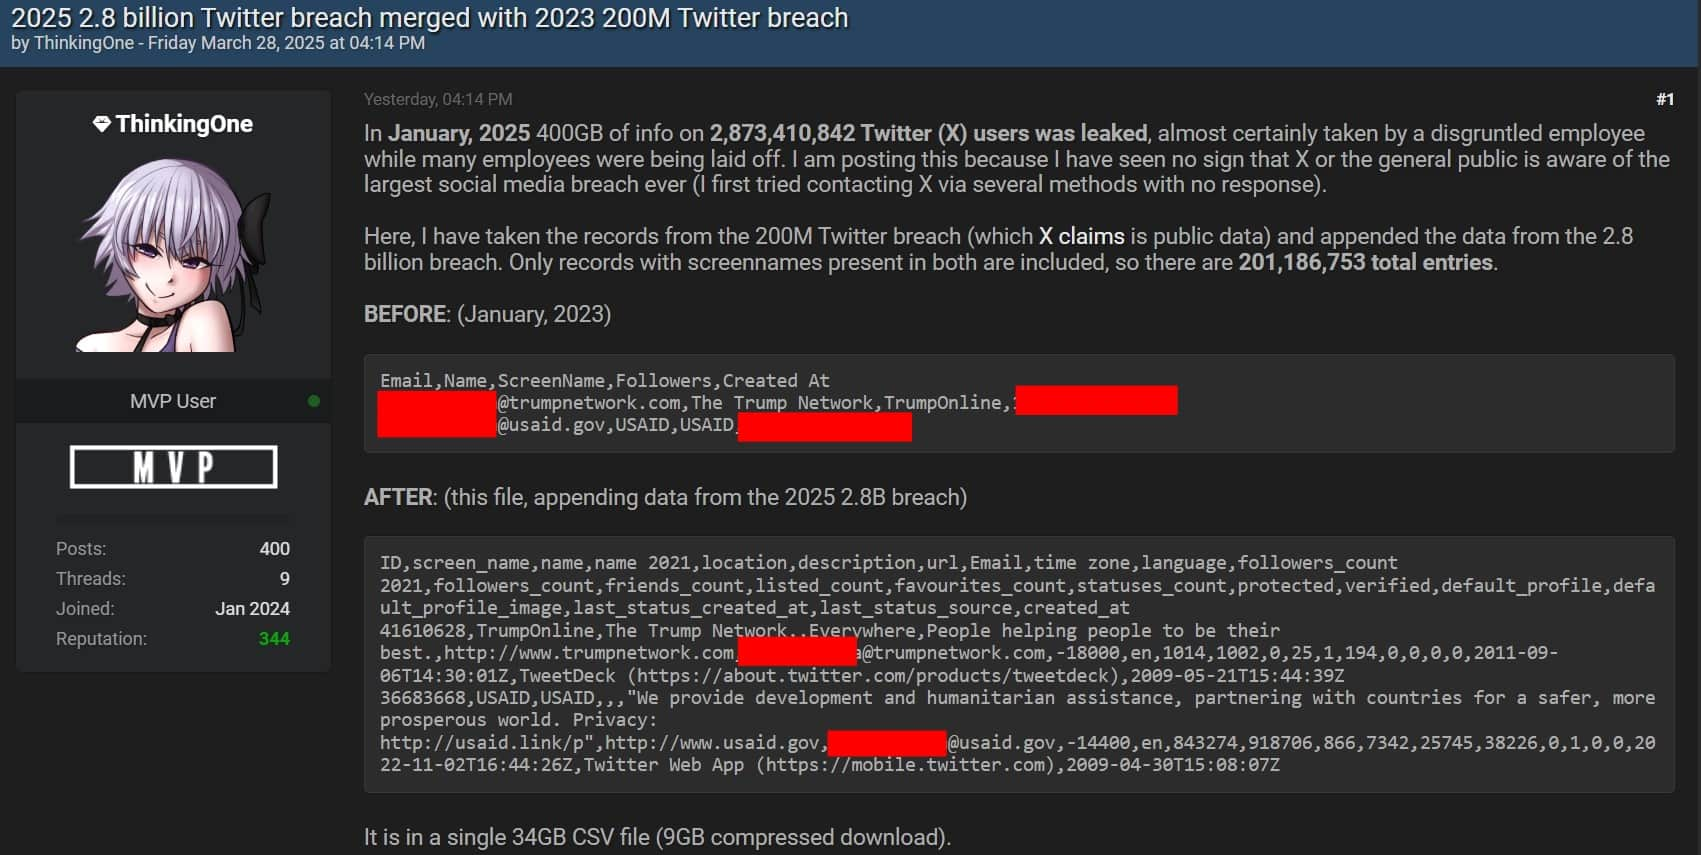 2025 2.8 billion Twitter breach merged with 2023 200M Twitter breach
by ThinkingOne - Friday March 28, 2025 at 04:14 PM
ThinkingOne
MVP User
MVP
Posts: 400
Threads: 9
Joined: Jan 2024
Reputation: 344
Yesterday, 04:14 PM
#1
In January, 2025 400GB of info on 2,873,410,842 Twitter (X) users was leaked, almost certainly taken by a disgruntled employee
while many employees were being laid off. I am posting this because I have seen no sign that X or the general public is aware of the
largest social media breach ever (I first tried contacting X via several methods with no response).
Here, I have taken the records from the 200M Twitter breach (which X claims is public data) and appended the data from the 2.8
billion breach. Only records with screennames present in both are included, so there are 201,186,753 total entries.
BEFORE: (January, 2023)
Email,Name,ScreenName,Followers,Created At
@trumpnetwork.com,The Trump Network,TrumpOnline,
@usaid.gov,USAID,USAID,
AFTER: (this file, appending data from the 2025 2.8B breach)
ID,screen_name,name,name 2021,location,description,url,Email,time zone,language,followers_count
2021,followers_count,friends_count,listed_count,favourites_count,statuses_count,protected,verified,default_profile,defa
ult_profile_image,last_status_created_at,last_status_source,created_at
41610628,TrumpOnline,The Trump Network,,Everywhere,People helping people to be their
best.,http://www.trumpnetwork.com, a@trumpnetwork.com,-18000,en,1014,1002,0,25,1,194,0,0,0,0,2011-09-
06T14:30:01Z,TweetDeck (https://about.twitter.com/products/tweetdeck),2009-05-21T15:44:39Z
36683668,USAID,USAID,,,"We provide development and humanitarian assistance, partnering with countries for a safer, more
prosperous world. Privacy:
http://usaid.link/p",http://www.usaid.gov, @usaid.gov,-14400,en,843274,918706,866,7342,25745,38226,0,1,0,0,20
22-11-02T16:44:26Z,Twitter Web App (https://mobile.twitter.com),2009-04-30T15:08:07Z
It is in a single 34GB CSV file (9GB compressed download).